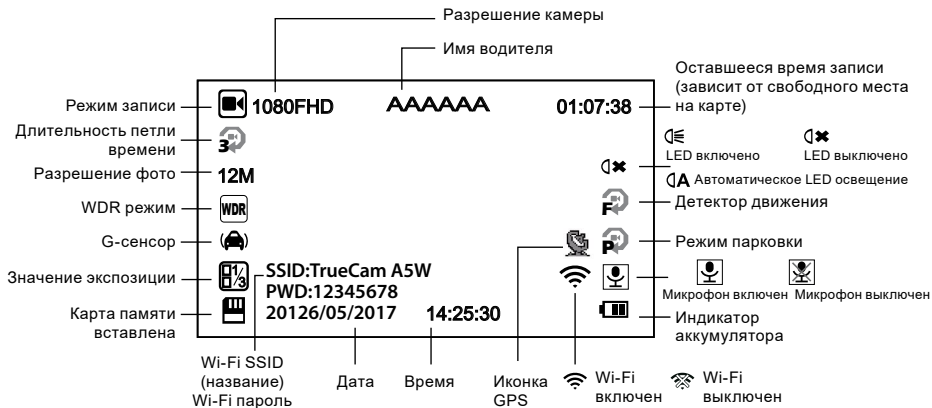 Разрешение камеры
Имя водителя
Оставшееся время записи
(зависит от свободного места
на карте)
Режим записи
1080FHD
AAAAAA
01:07:38
Длительность петли
времени
3
LED включено
LED выключено
Разрешение фото
12M
A Автоматическое LED освещение
WDR режим
WDR
F
Детектор движения
G-сенсор
P
Режим парковки
Значение экспозиции
1/3
SSID:TrueCam A5W
PWD:12345678
Микрофон включен
Микрофон выключен
Карта памяти
вставлена
20126/05/2017
14:25:30
Индикатор
аккумулятора
Wi-Fi SSID
(название)
Wi-Fi пароль
Дата
Время
Иконка
GPS
Wi-Fi
включен
Wi-Fi
выключен